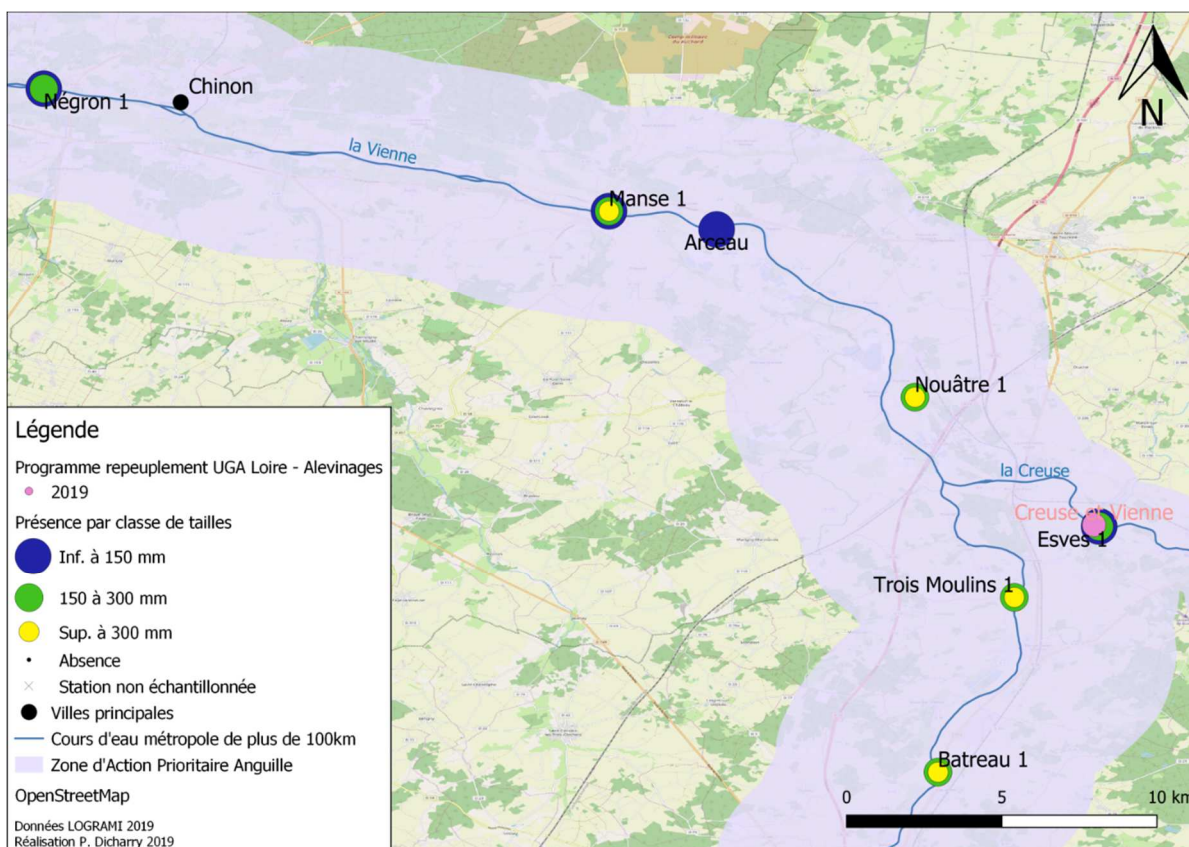 Chinon
Négron 1
la Vienne
N
Manse 1
Arceau
Nouâtre 1
la Creuse
Creuse et Vienne
Esves 1
Trois Moulins 1
Batreau 1
0 5 10 km
Légende
Programme repeuplement UGA Loire - Alevinages
2019
Présence par classe de tailles
Inf. à 150 mm
150 à 300 mm
Sup. à 300 mm
Absence
Station non échantillonnée
Villes principales
Cours d'eau métropole de plus de 100km
Zone d'Action Prioritaire Anguille
OpenStreetMap
Données LOGRAMI 2019
Réalisation P. Dicharry 2019